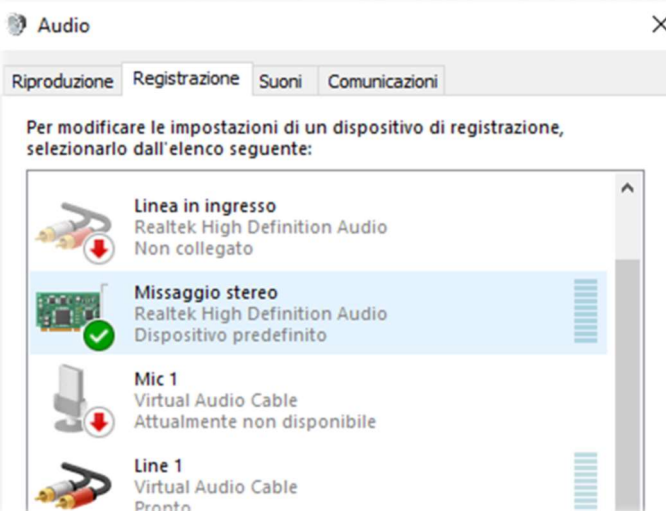 Audio
Riproduzione Registrazione Suoni Comunicazioni
Per modificare le impostazioni di un dispositivo di registrazione,
selezionarlo dall'elenco seguente:
Linea in ingresso
Realtek High Definition Audio
Non collegato
Missaggio stereo
Realtek High Definition Audio
Dispositivo predefinito
Mic 1
Virtual Audio Cable
Attualmente non disponibile
Line 1
Virtual Audio Cable
Pronto